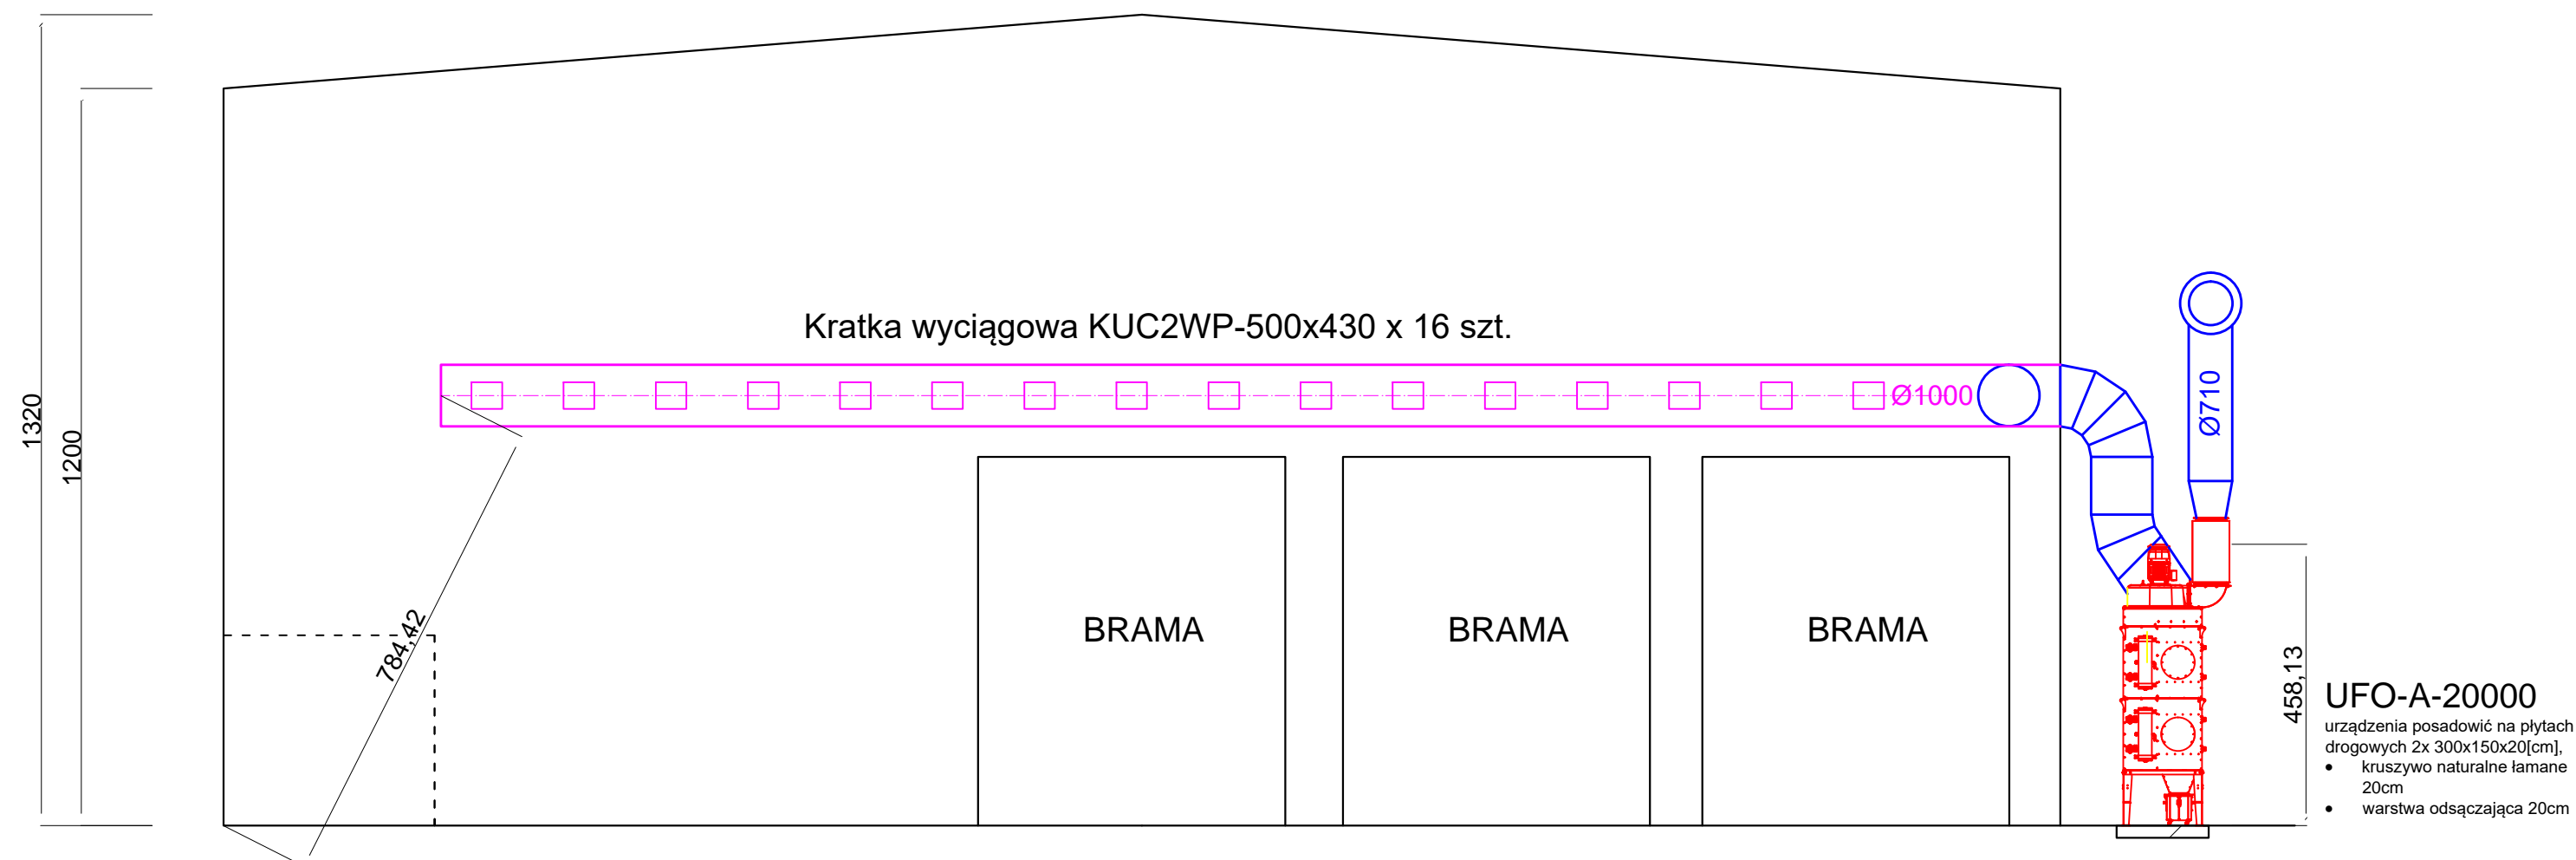 1320
1200
Kratka wyciągowa KUC2WP-500x430 x 16 szt.
Ø1000
Ø710
784,42
BRAMA
BRAMA
BRAMA
458,13
UFO-A-20000
urządzenia posadowić na płytach
drogowych 2x 300x150x20[cm],
• kruszywo naturalne łamane
20cm
• warstwa odsączająca 20cm